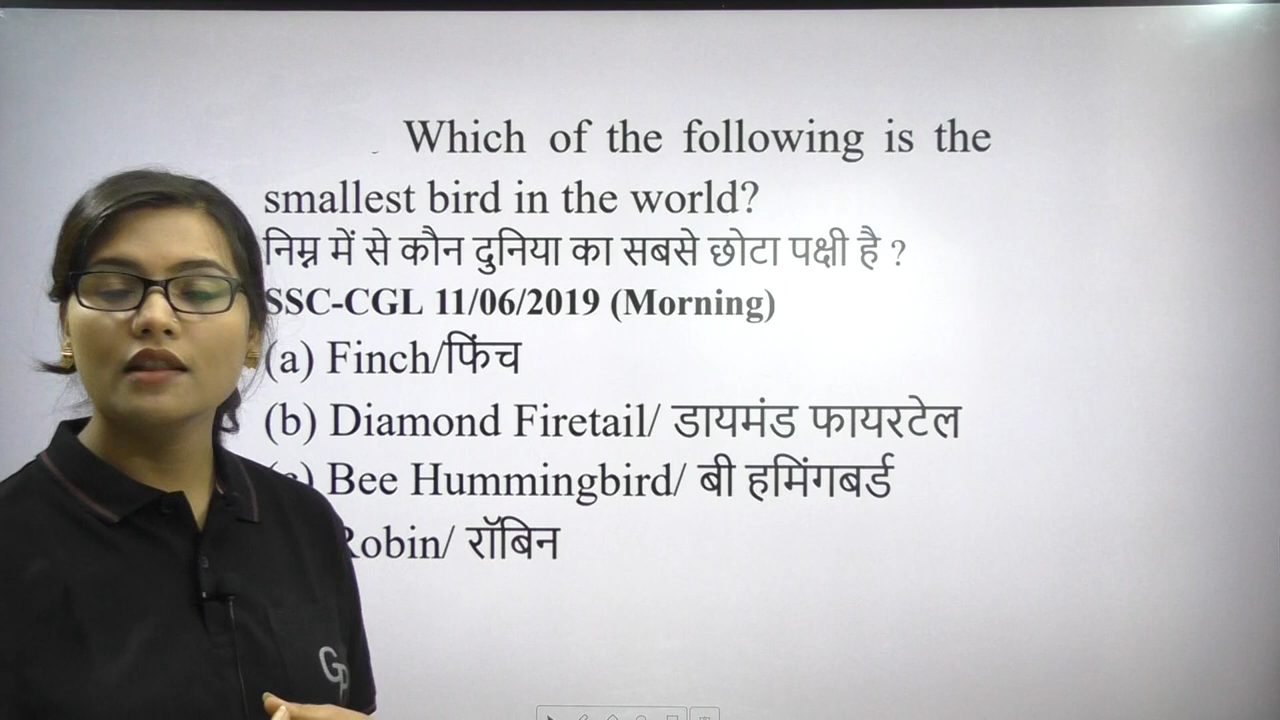 Which of the following is the
smallest bird in the world?
निम्न में से कौन दुनिया का सबसे छोटा पक्षी है ?
SSC-CGL 11/06/2019 (Morning)
(a) Finch/फिंच
(b) Diamond Firetail/ डायमंड फायरटेल
(c) Bee Hummingbird/ बी हमिंगबर्ड
Robin/ रॉबिन
GP